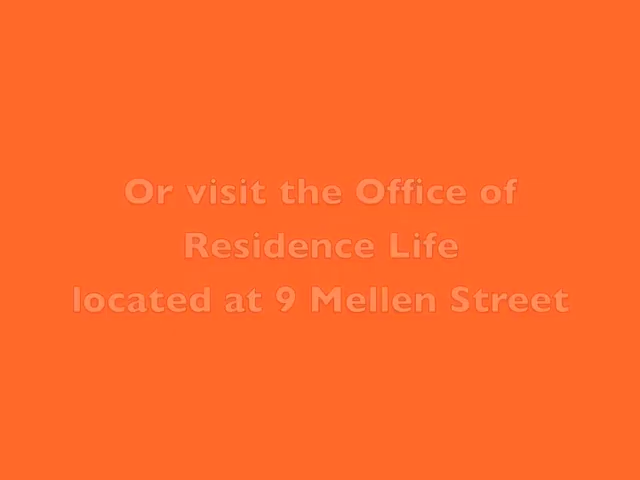 Or visit the Office of
Residence Life
located at 9 Mellen Street